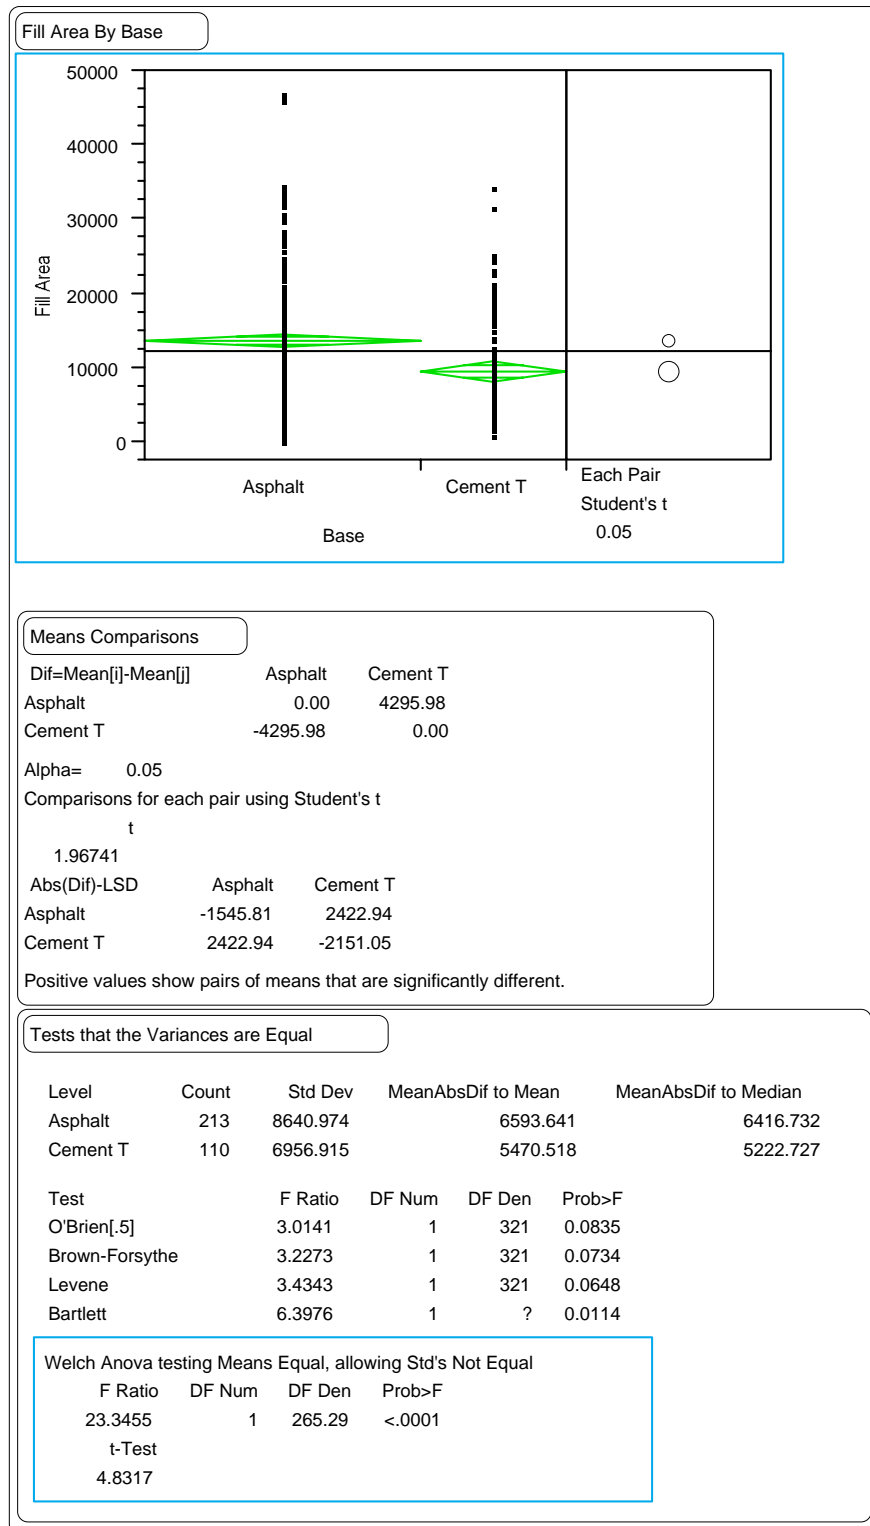 Fill Area By Base
50000
40000
30000
20000
10000
0
Fill Area
Asphalt Cement T
Base
Each Pair
Student's t
0.05
Means Comparisons
Dif=Mean[i]-Mean[j] Asphalt Cement T
Asphalt 0.00 4295.98
Cement T -4295.98 0.00
Alpha= 0.05
Comparisons for each pair using Student's t
t
1.96741
Abs(Dif)-LSD Asphalt Cement T
Asphalt -1545.81 2422.94
Cement T 2422.94 -2151.05
Positive values show pairs of means that are significantly different.
Tests that the Variances are Equal
Level Count Std Dev MeanAbsDif to Mean MeanAbsDif to Median
Asphalt 213 8640.974 6593.641 6416.732
Cement T 110 6956.915 5470.518 5222.727
Test F Ratio DF Num DF Den Prob>F
O'Brien[.5] 3.0141 1 321 0.0835
Brown-Forsythe 3.2273 1 321 0.0734
Levene 3.4343 1 321 0.0648
Bartlett 6.3976 1 ? 0.0114
Welch Anova testing Means Equal, allowing Std's Not Equal
F Ratio DF Num DF Den Prob>F
23.3455 1 265.29 <.0001
t-Test
4.8317